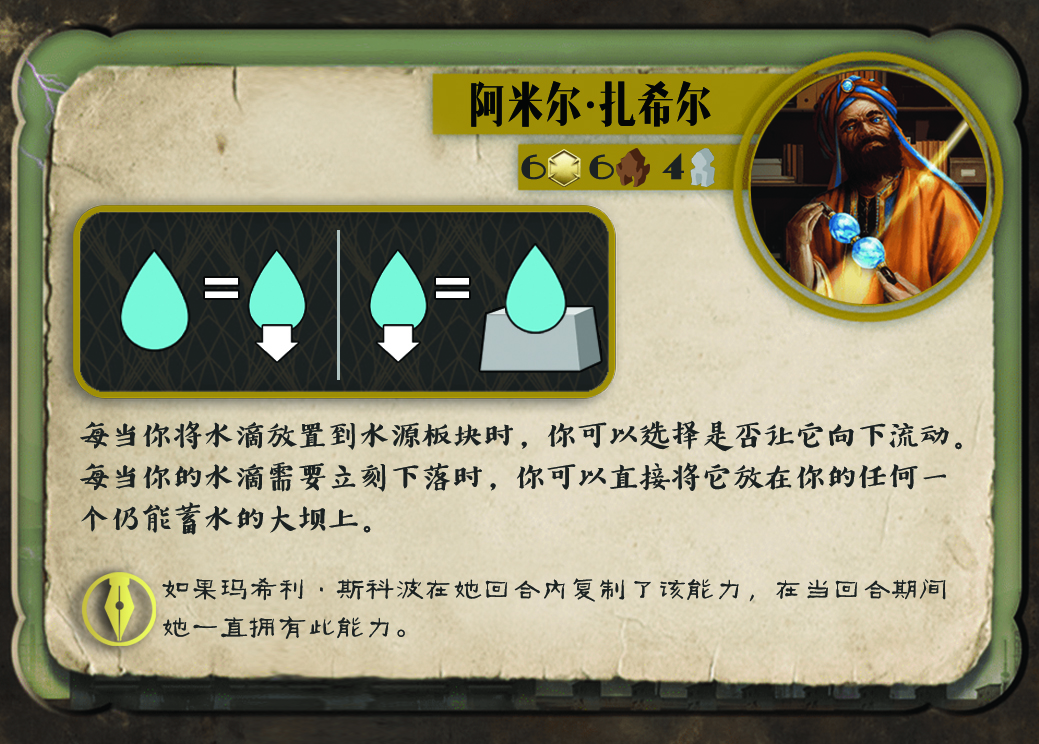 阿米尔·扎希尔
6 6 4
每当你将水滴放置到水源板块时，你可以选择是否让它向下流动。
每当你的水滴需要立刻下落时，你可以直接将它放在你的任何一
个仍能蓄水的大坝上。
如果玛希利·斯科波在她回合内复制了该能力，在当回合期间
她一直拥有此能力。